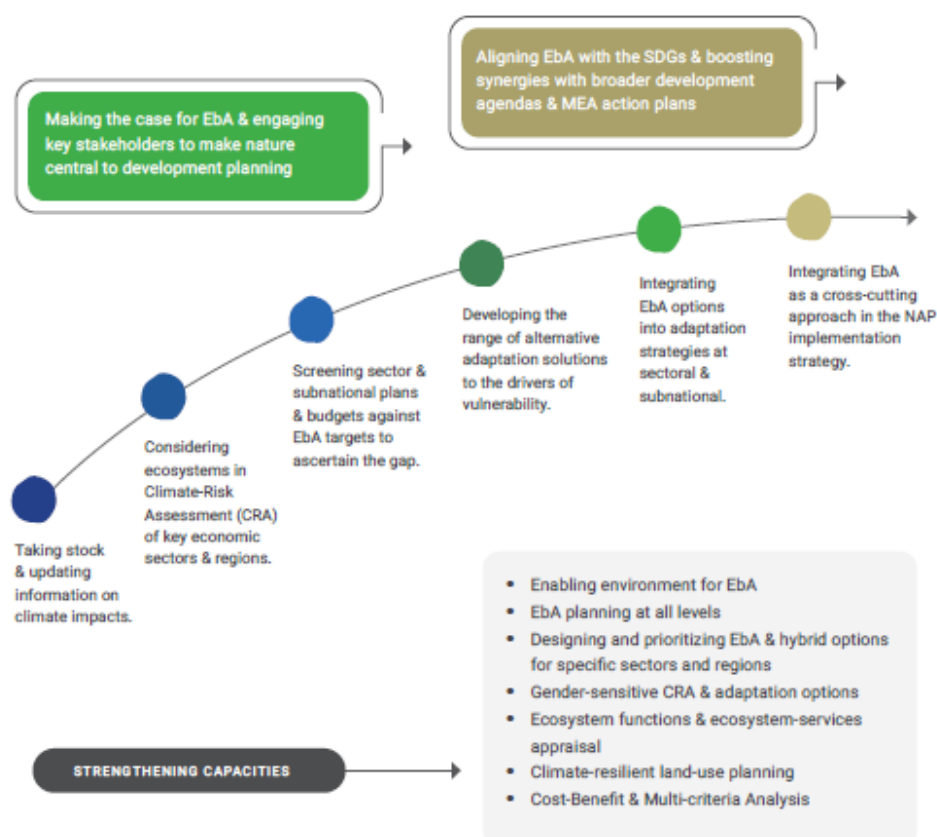 Making the case for EbA & engaging
key stakeholders to make nature
central to development planning
Aligning EbA with the SDGs & boosting
synergies with broader development
agendas & MEA action plans
Taking stock
& updating
information on
climate impacts.
Considering
ecosystems in
Climate-Risk
Assessment (CRA)
of key economic
sectors & regions.
Screening sector &
subnational plans
& budgets against
EbA targets to
ascertain the gap.
Developing the
range of alternative
adaptation solutions
to the drivers of
vulnerability.
Integrating
EbA options
into adaptation
strategies at
sectoral &
subnational.
Integrating EbA
as a cross-cutting
approach in the NAP
implementation
strategy.
STRENGTHENING CAPACITIES
• Enabling environment for EbA
• EbA planning at all levels
• Designing and prioritizing EbA & hybrid options
for specific sectors and regions
• Gender-sensitive CRA & adaptation options
• Ecosystem functions & ecosystem-services
appraisal
• Climate-resilient land-use planning
• Cost-Benefit & Multi-criteria Analysis